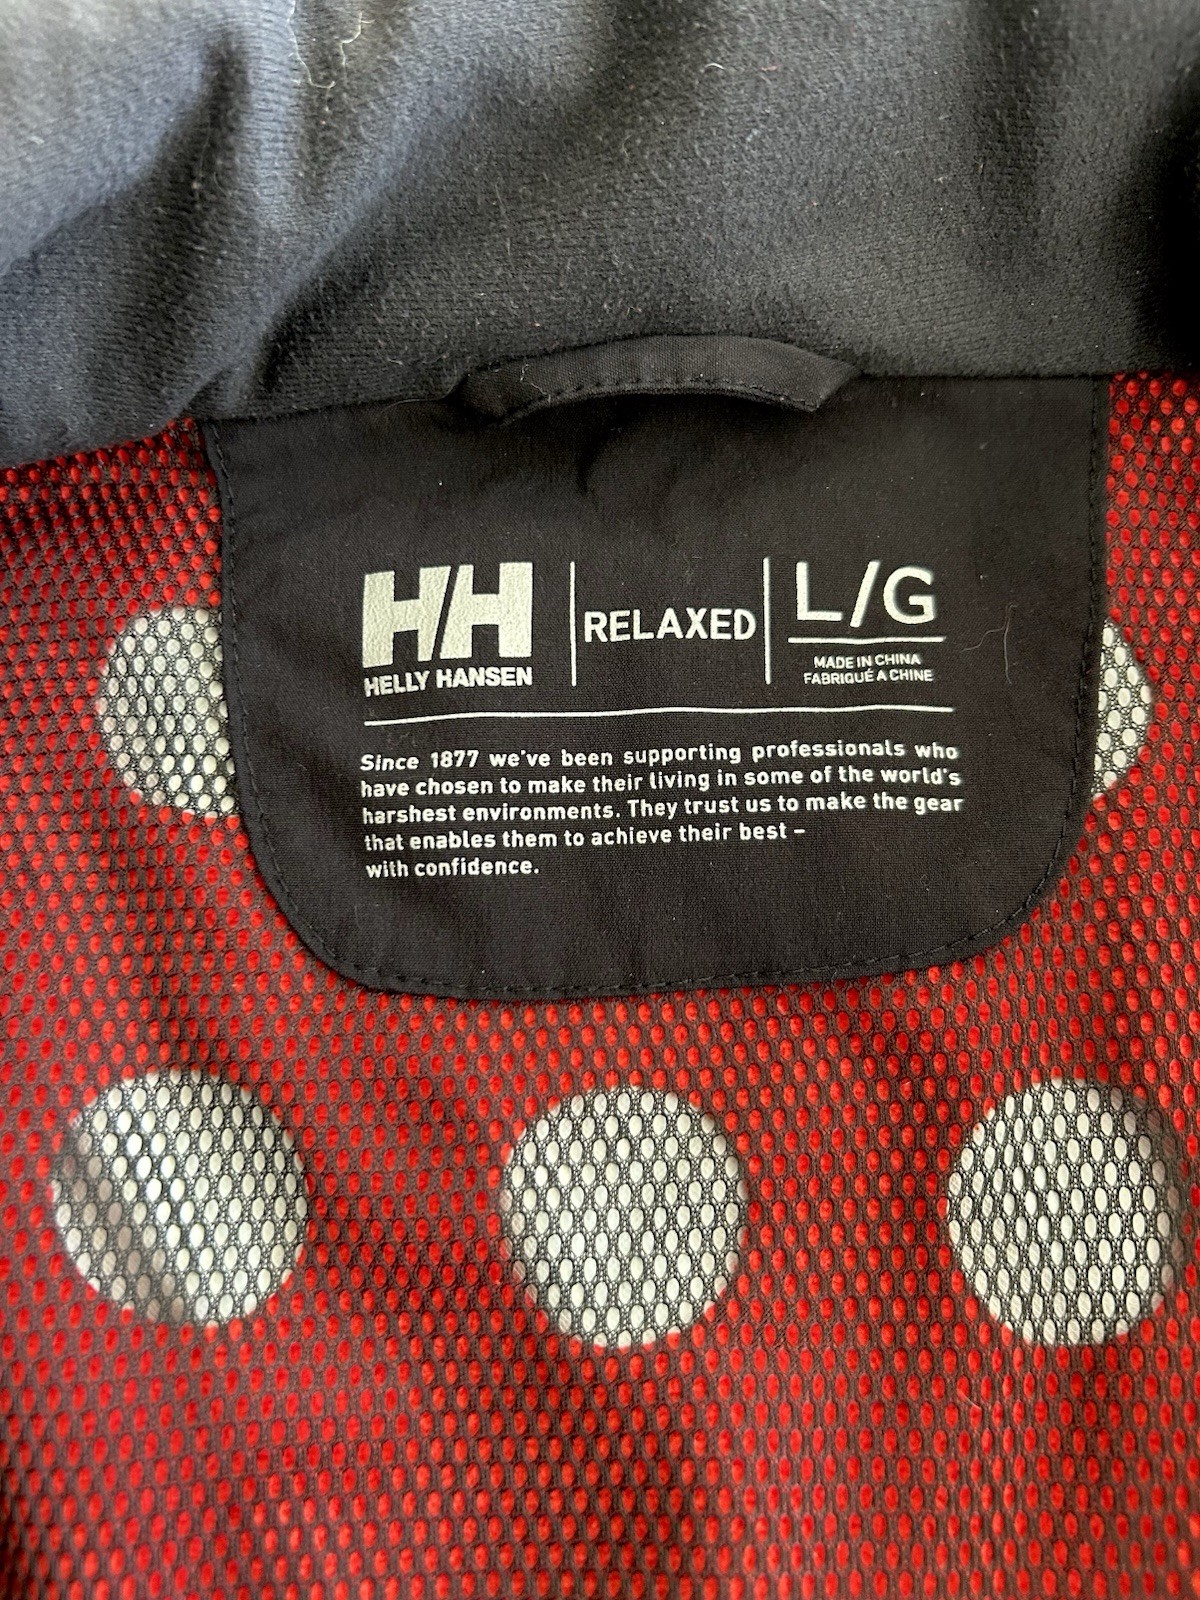 HH
HELLY HANSEN
RELAXED
L/G
MADE IN CHINA
FABRIQUÉ A CHINE
Since 1877 we've been supporting professionals who
have chosen to make their living in some of the world's
harshest environments. They trust us to make the gear
that enables them to achieve their best –
with confidence.